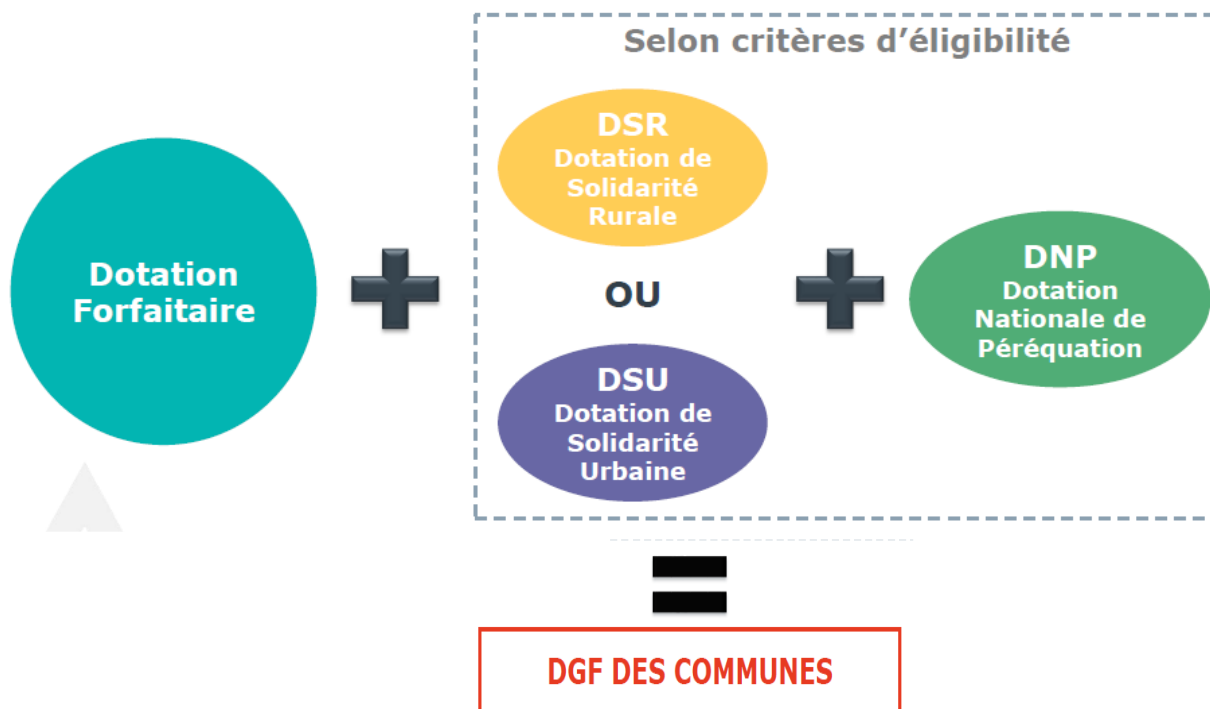 Selon critères d’éligibilité
Dotation
Forfaitaire
DSR
Dotation de
Solidarité
Rurale
OU
DSU
Dotation de
Solidarité
Urbaine
DNP
Dotation
Nationale de
Péréquation
DGF DES COMMUNES